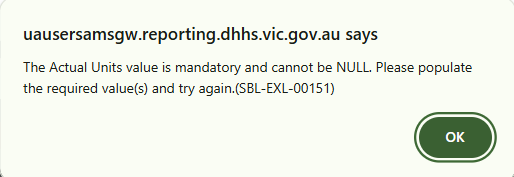 uausersamsgw.reporting.dhhs.vic.gov.au says
The Actual Units value is mandatory and cannot be NULL. Please populate
the required value(s) and try again.(SBL-EXL-00151)
OK